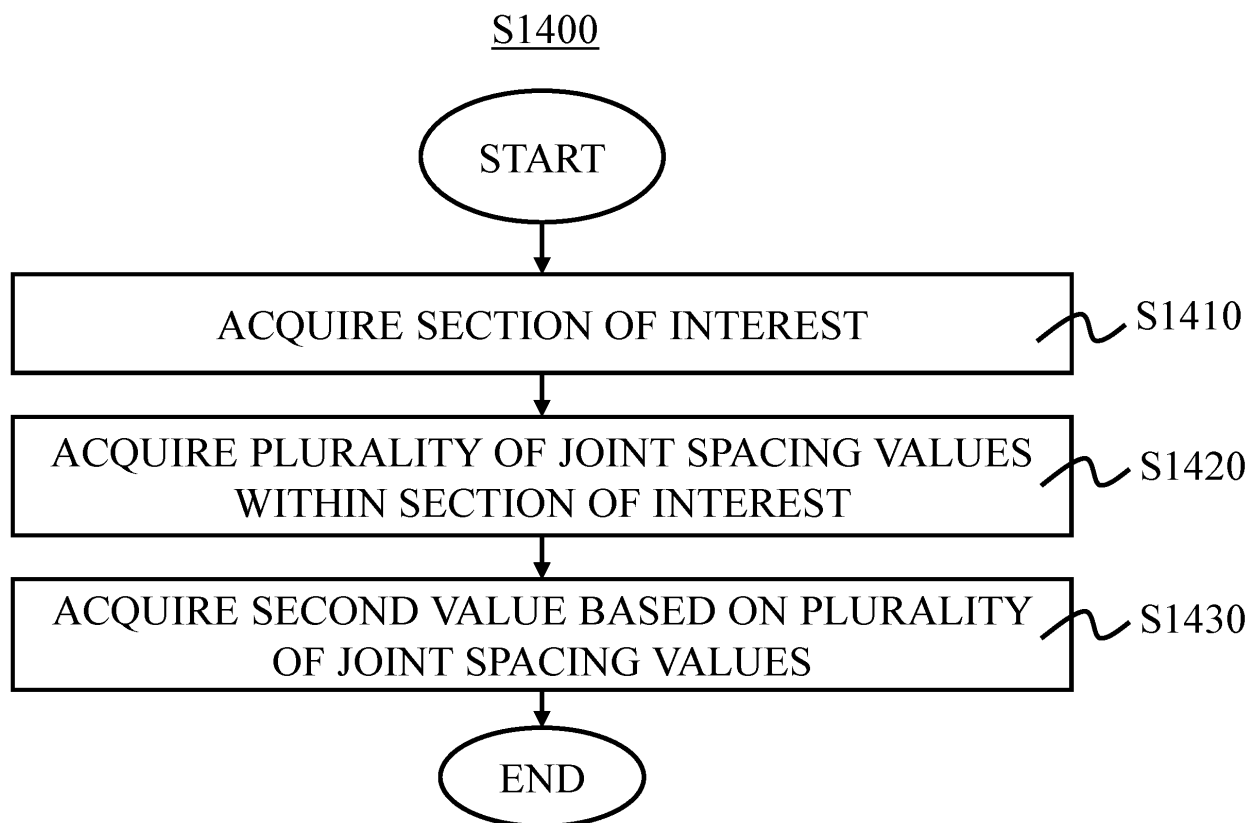 S1400
START
ACQUIRE SECTION OF INTEREST
S1410
ACQUIRE PLURALITY OF JOINT SPACING VALUES
WITHIN SECTION OF INTEREST
S1420
ACQUIRE SECOND VALUE BASED ON PLURALITY
OF JOINT SPACING VALUES
S1430
END